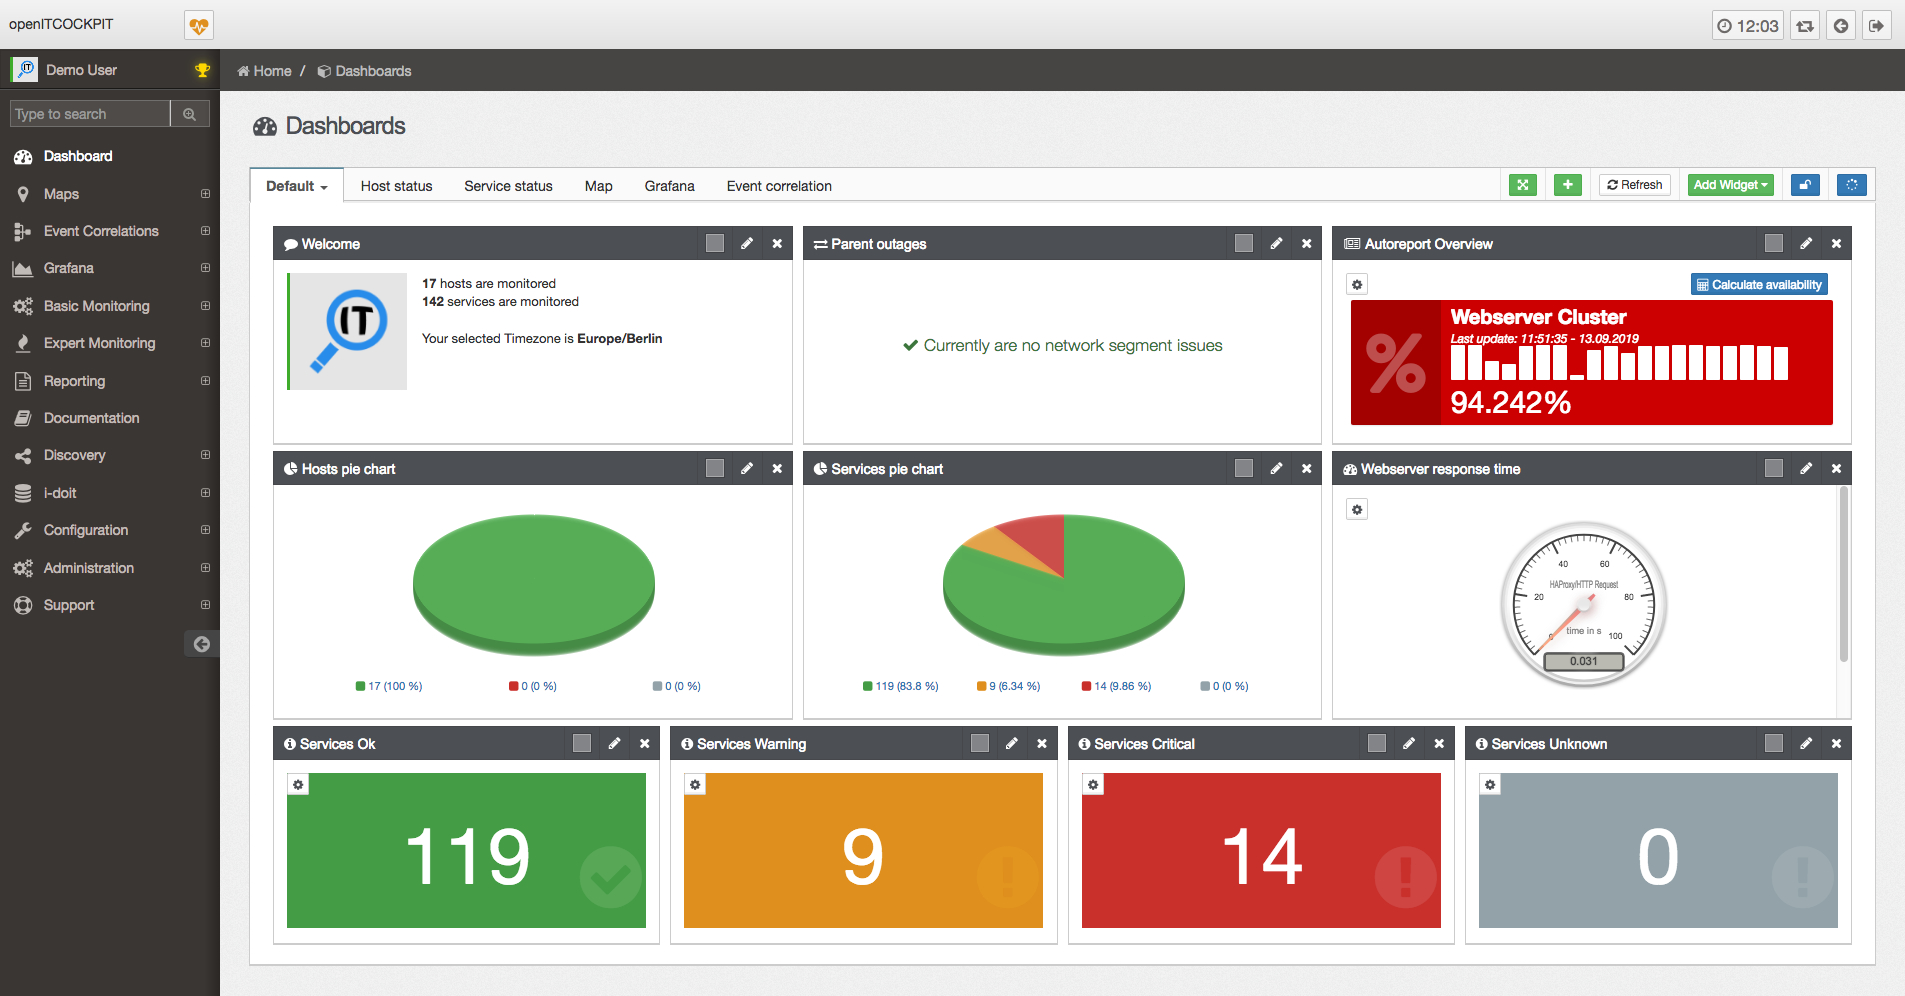 openITCOCKPIT
12:03
Demo User
Home / Dashboards
Type to search
Dashboard
Maps
Event Correlations
Grafana
Basic Monitoring
Expert Monitoring
Reporting
Documentation
Discovery
i-doit
Configuration
Administration
Support
Dashboards
Default Host status Service status Map Grafana Event correlation Refresh Add Widget
Welcome
IT
17 hosts are monitored
142 services are monitored
Your selected Timezone is Europe/Berlin
Parent outages
Currently are no network segment issues
Autoreport Overview
Calculate availability
%
Webserver Cluster
Last update: 11:51:35 - 13.09.2019
94.242%
Hosts pie chart
17 (100 %) 0 (0 %) 0 (0 %)
Services pie chart
119 (83.8 %) 9 (6.34 %) 14 (9.86 %) 0 (0 %)
Webserver response time
40 60
HAProxy/HTTP Request
20 80
time in s
0 100
0.031
Services Ok
119
Services Warning
9
Services Critical
14
Services Unknown
0